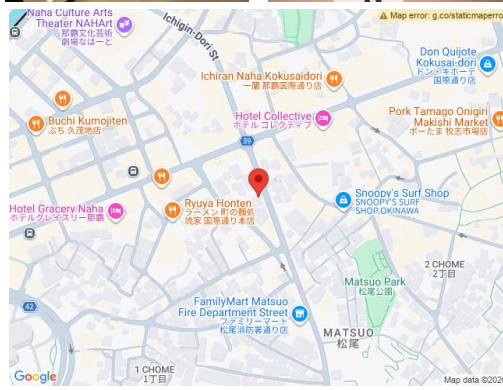 Naha Culture Arts
Theater NAHArt
那覇文化芸術
劇場なはーと
Ichigin-Dori St
Map error: g.co/staticmaperro
Don Quijote
Kokusai-dori
ドン・キホーテ
国際通り店
Ichiran Naha Kokusaidori
一蘭 那覇国際通り店
Buchi Kumojiten
ぶち 久茂地店
Hotel Collective
ホテル コレクティブ
Pork Tamago Onigiri
Makishi Market
ポーたま 牧志市場店
39
Hotel Gracery Naha
ホテルグレイスリー那覇
Ryuya Honten
ラーメン 町の麺処
琉家 国際通り本店
Snoopy's Surf Shop
SNOOPY'S SURF
SHOP OKINAWA
2 CHOME
2丁目
Matsuo Park
松尾公園
42
FamilyMart Matsuo
Fire Department Street
ファミリーマート
松尾消防署通り店
MATSUO
松尾
1 CHOME
1丁目
Google
Map data ©202